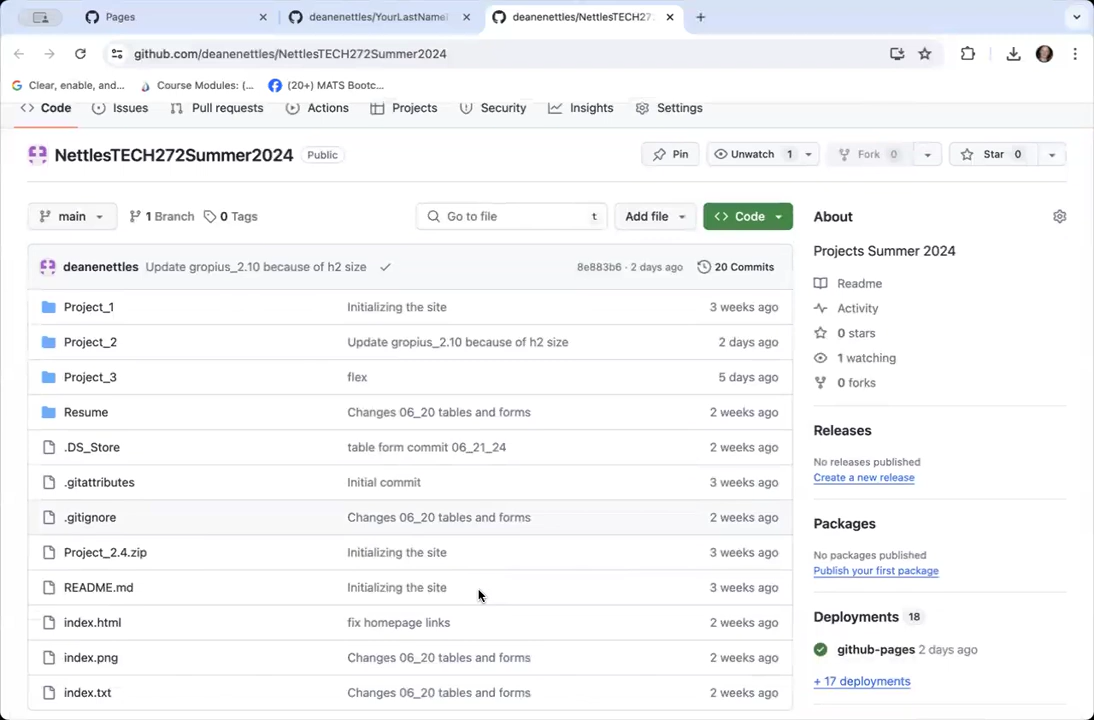 Pages
deanenettles/YourLastName
deanenettles/NettlesTECH272
github.com/deanenettles/NettlesTECH272Summer2024
Clear, enable, and...
Course Modules: (...
(20+) MATS Bootc...
Code
Issues
Pull requests
Actions
Projects
Security
Insights
Settings
NettlesTECH272Summer2024
Public
Pin
Unwatch 1
Fork 0
Star 0
main
1 Branch
0 Tags
Go to file t
Add file
Code
deanenettles Update gropius_2.10 because of h2 size
8e883b6 · 2 days ago
20 Commits
Project_1 Initializing the site 3 weeks ago
Project_2 Update gropius_2.10 because of h2 size 2 days ago
Project_3 flex 5 days ago
Resume Changes 06_20 tables and forms 2 weeks ago
.DS_Store table form commit 06_21_24 2 weeks ago
.gitattributes Initial commit 3 weeks ago
.gitignore Changes 06_20 tables and forms 2 weeks ago
Project_2.4.zip Initializing the site 3 weeks ago
README.md Initializing the site 3 weeks ago
index.html fix homepage links 2 weeks ago
index.png Changes 06_20 tables and forms 2 weeks ago
index.txt Changes 06_20 tables and forms 2 weeks ago
About
Projects Summer 2024
Readme
Activity
0 stars
1 watching
0 forks
Releases
No releases published
Create a new release
Packages
No packages published
Publish your first package
Deployments 18
github-pages 2 days ago
+ 17 deployments